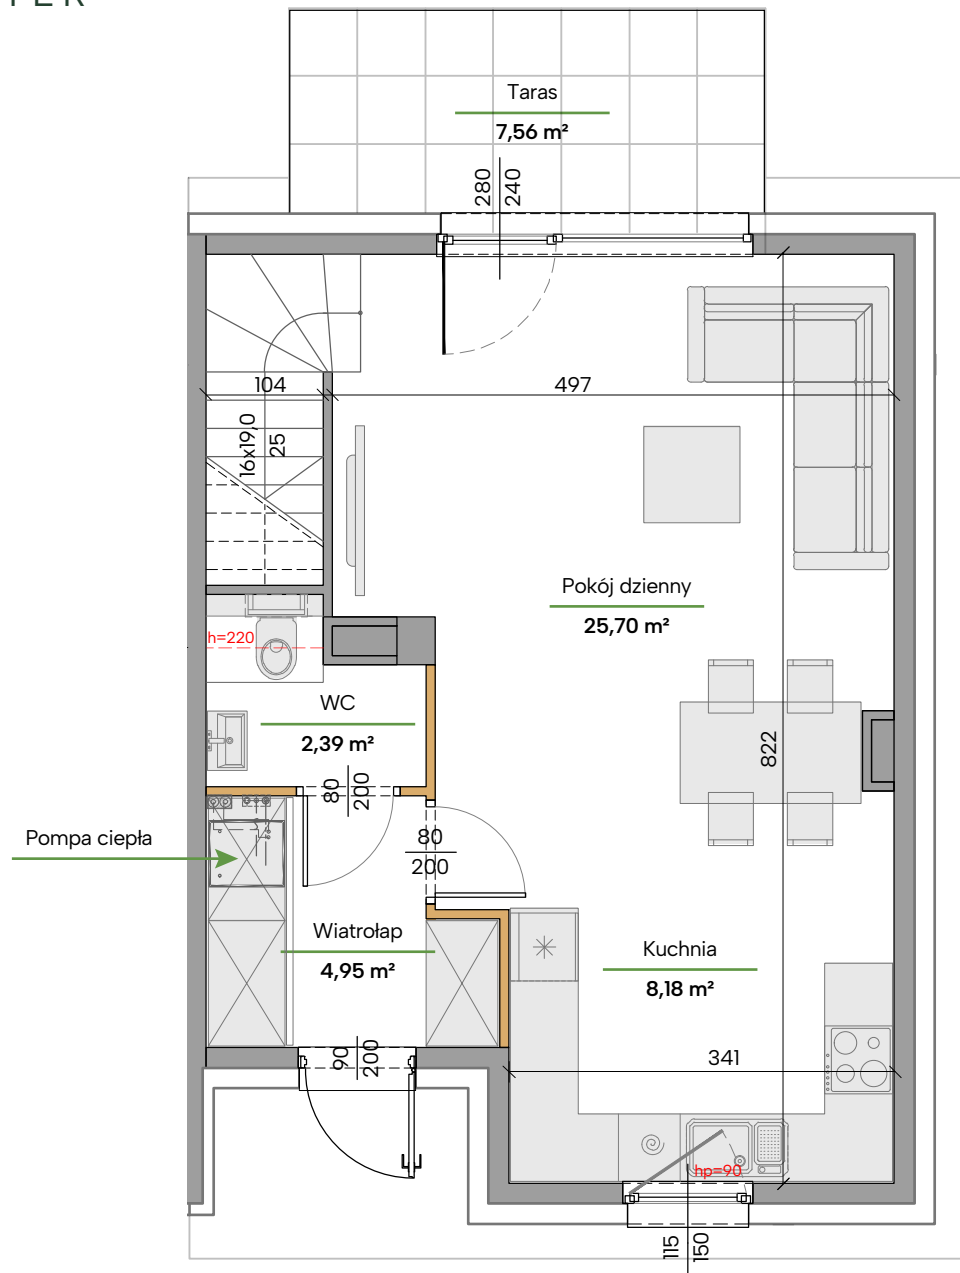 Taras
7,56 m²
280
240
104
497
16x19,0
25
Pokój dzienny
25,70 m²
h=220
WC
2,39 m²
822
80
200
80
200
Pompa ciepła
Wiatrołap
4,95 m²
Kuchnia
8,18 m²
90
200
341
hp=90
115
150